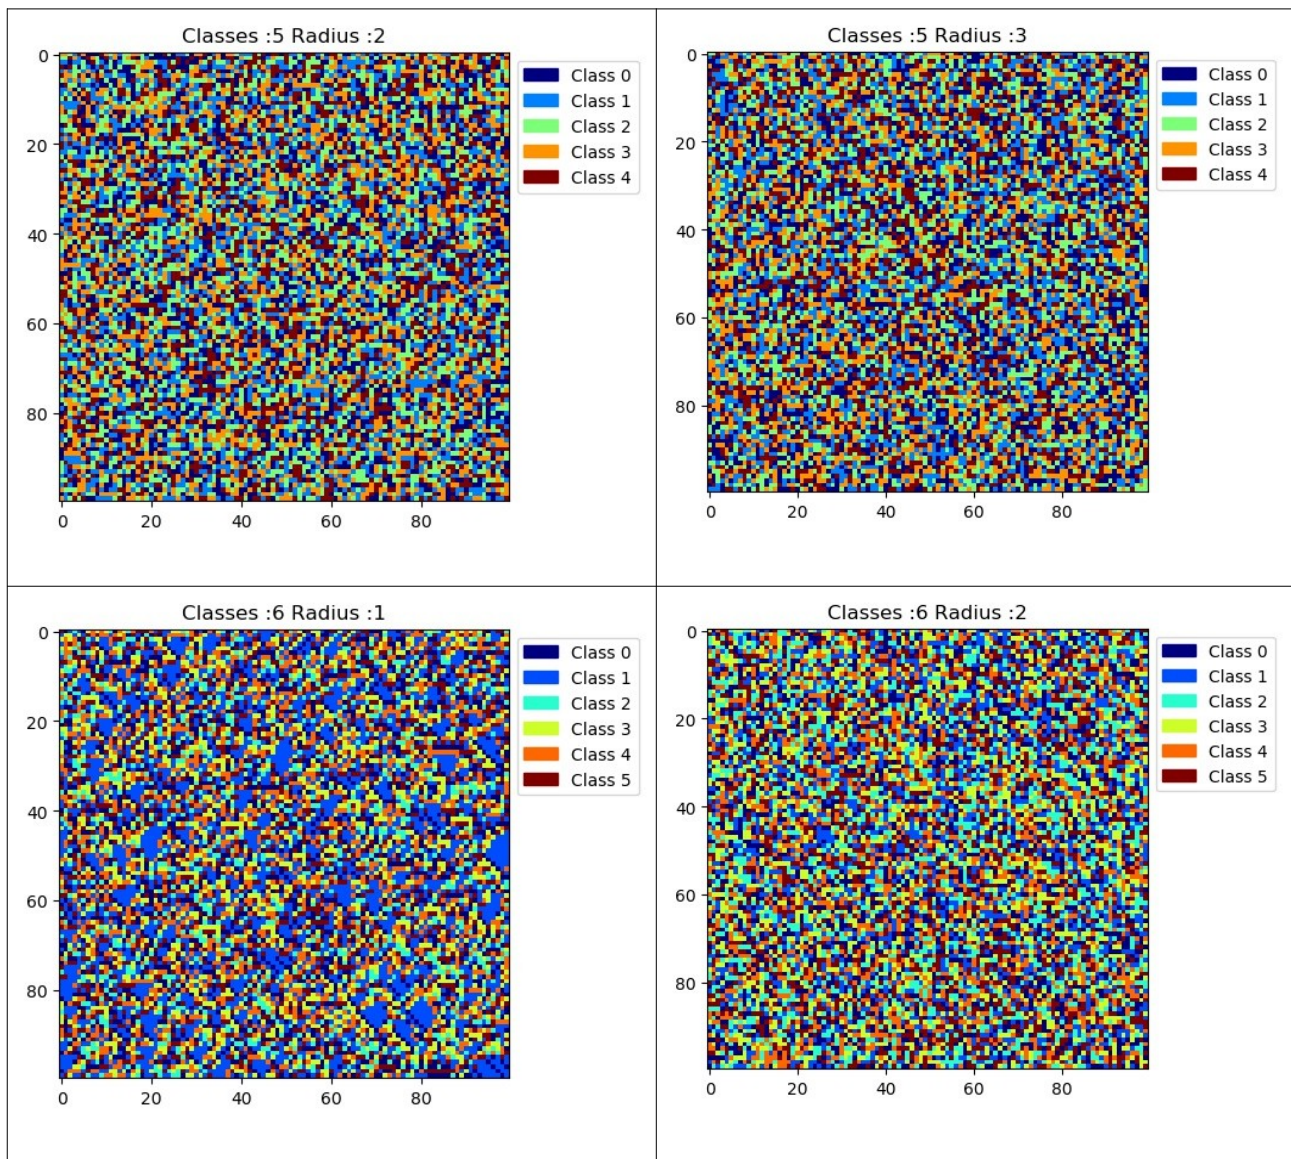 Classes :5 Radius :2
0
20
40
60
80
0 20 40 60 80
Class 0
Class 1
Class 2
Class 3
Class 4
Classes :5 Radius :3
0
20
40
60
80
0 20 40 60 80
Class 0
Class 1
Class 2
Class 3
Class 4
Classes :6 Radius :1
0
20
40
60
80
0 20 40 60 80
Class 0
Class 1
Class 2
Class 3
Class 4
Class 5
Classes :6 Radius :2
0
20
40
60
80
0 20 40 60 80
Class 0
Class 1
Class 2
Class 3
Class 4
Class 5